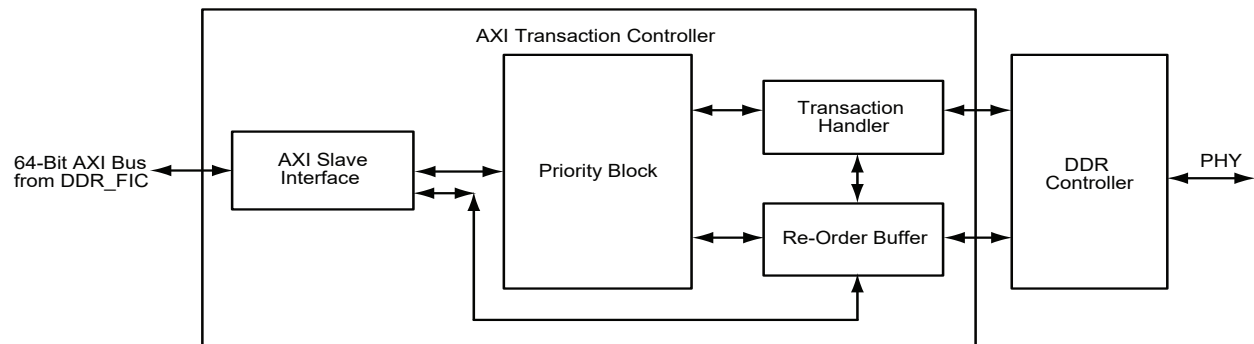 AXI Transaction Controller
64-Bit AXI Bus
from DDR_FIC
AXI Slave
Interface
Priority Block
Transaction
Handler
Re-Order Buffer
DDR
Controller
PHY